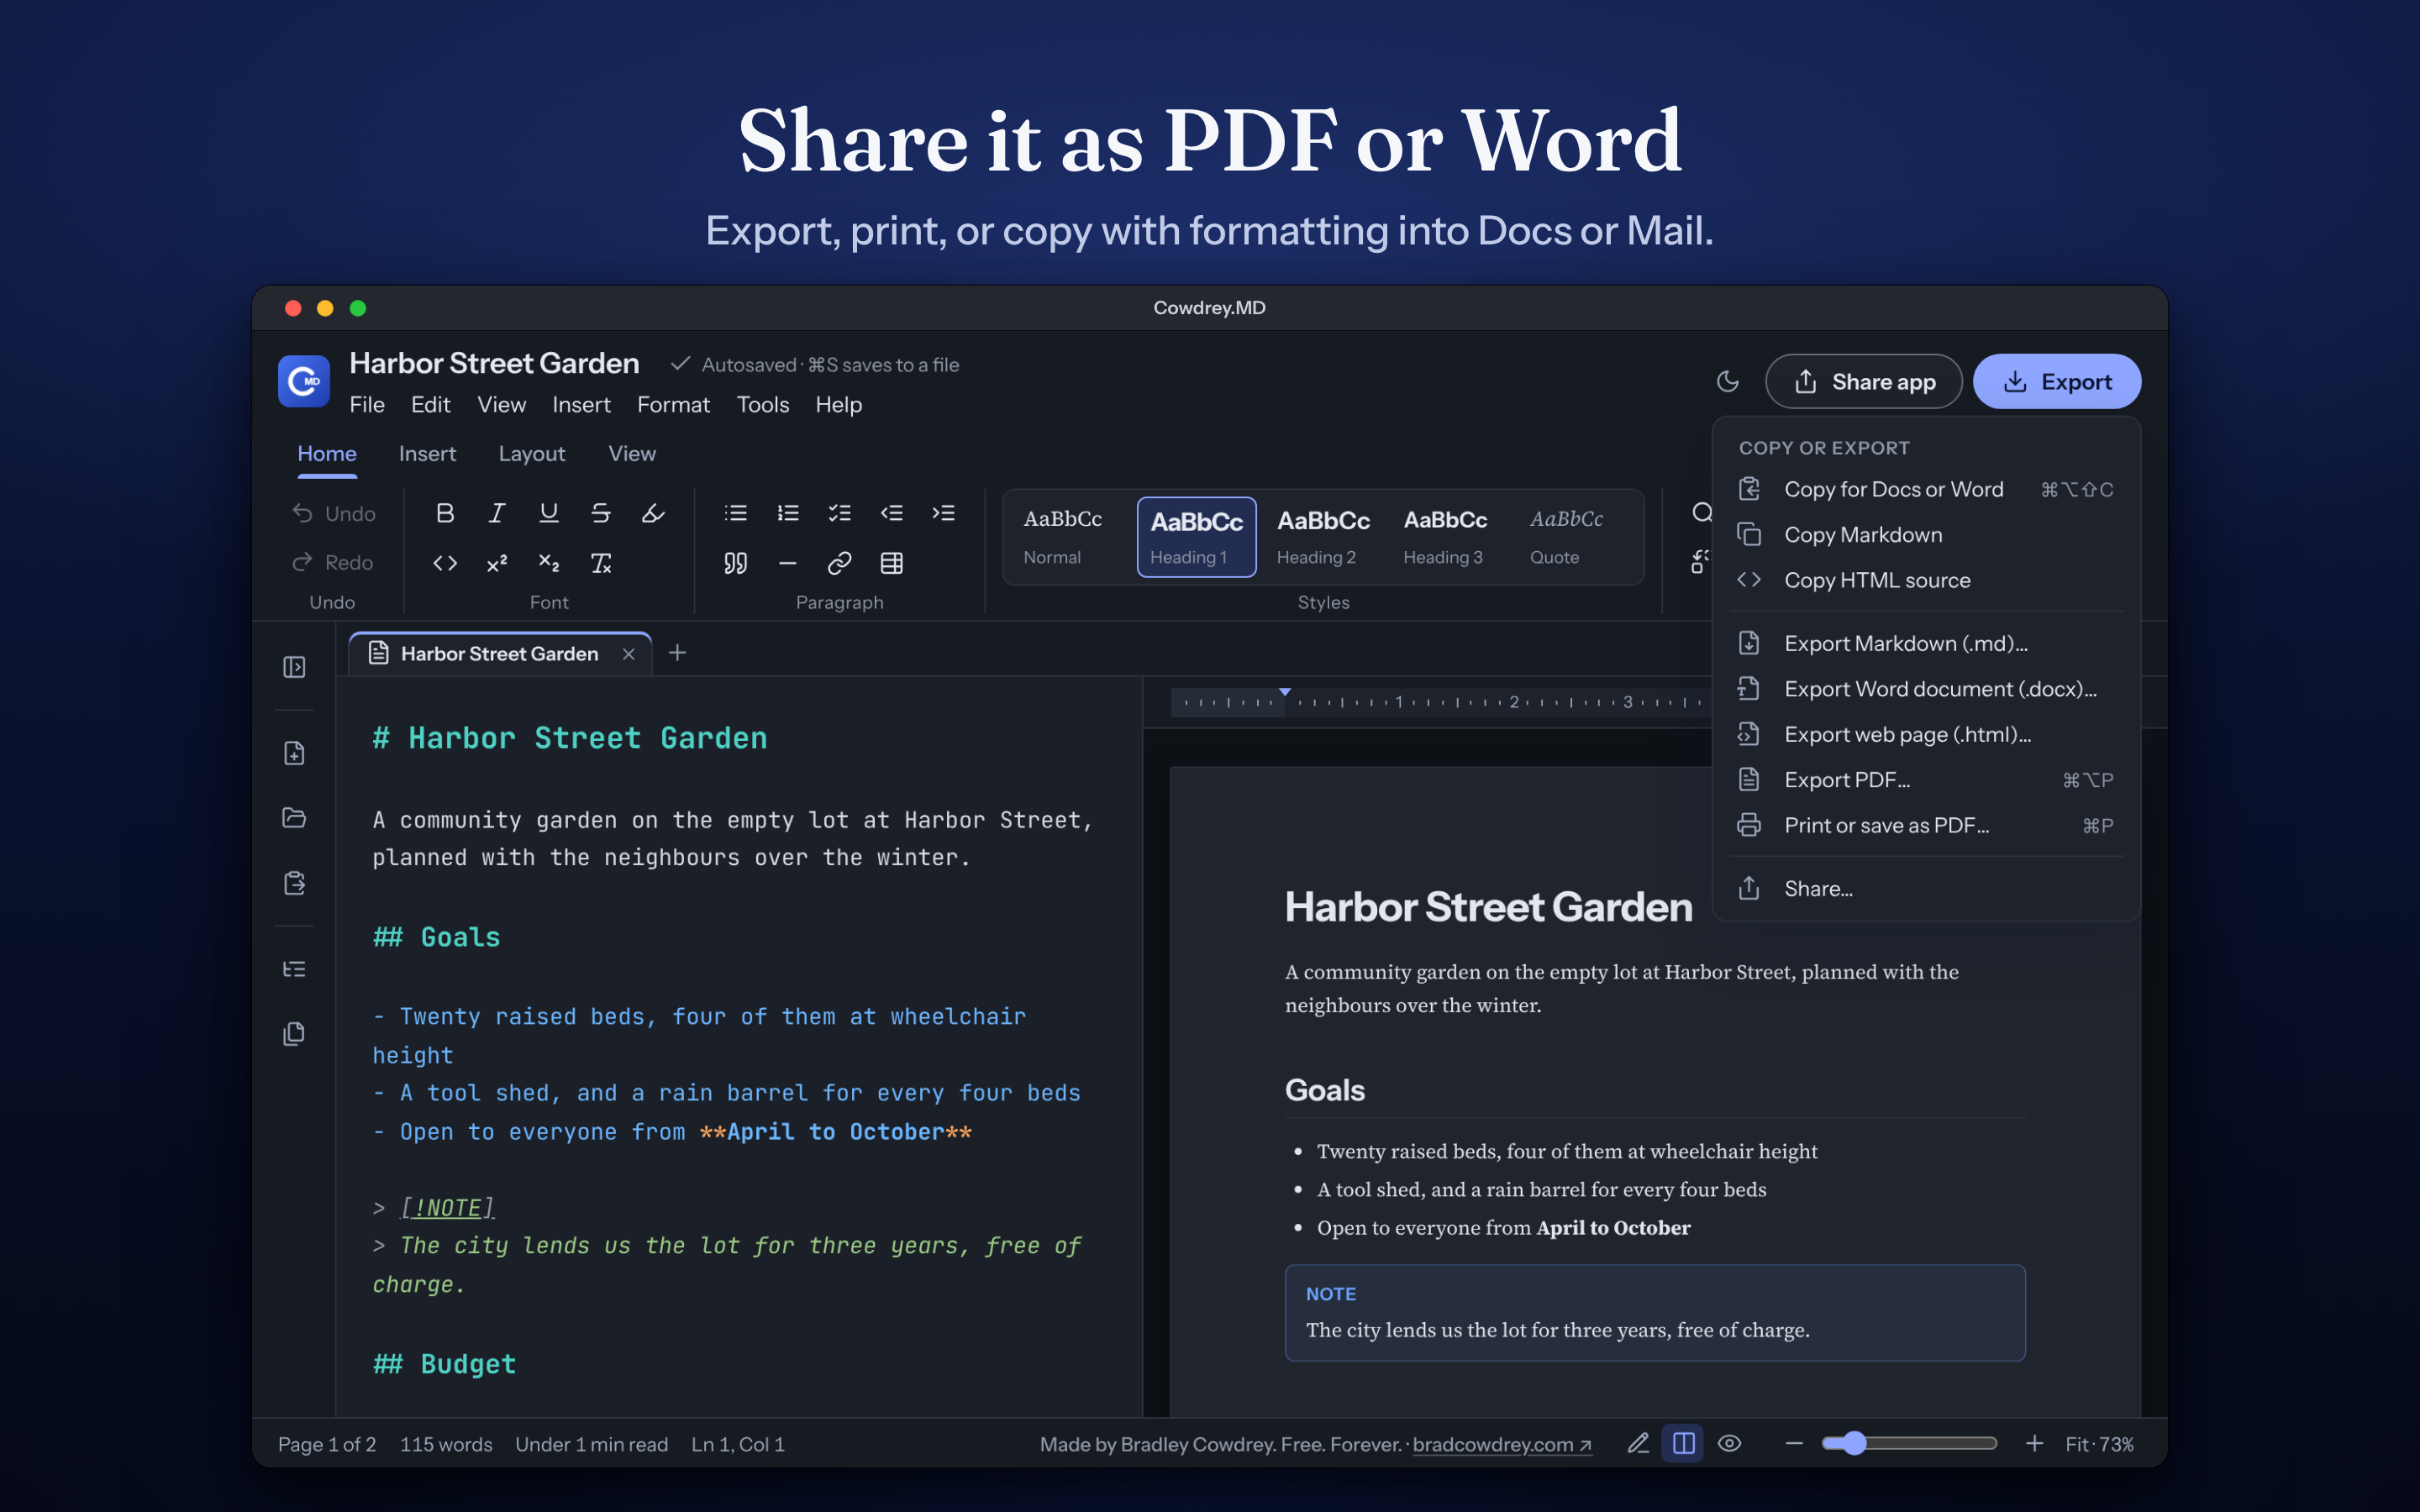 Share it as PDF or Word
Export, print, or copy with formatting into Docs or Mail.
Cowdrey.MD
C MD
Harbor Street Garden
Autosaved · ⌘S saves to a file
File Edit View Insert Format Tools Help
Share app
Export
Home Insert Layout View
Undo
Redo
Undo
Font
Paragraph
AaBbCc AaBbCc AaBbCc AaBbCc AaBbCc
Normal Heading 1 Heading 2 Heading 3 Quote
Styles
COPY OR EXPORT
Copy for Docs or Word ⌘⌥⇧C
Copy Markdown
Copy HTML source
Export Markdown (.md)...
Export Word document (.docx)...
Export web page (.html)...
Export PDF... ⌘⌥P
Print or save as PDF... ⌘P
Share...
Harbor Street Garden
# Harbor Street Garden
A community garden on the empty lot at Harbor Street,
planned with the neighbours over the winter.
## Goals
- Twenty raised beds, four of them at wheelchair
height
- A tool shed, and a rain barrel for every four beds
- Open to everyone from **April to October**
> [!NOTE]
> The city lends us the lot for three years, free of
charge.
## Budget
1 2 3
Harbor Street Garden
A community garden on the empty lot at Harbor Street, planned with the
neighbours over the winter.
Goals
• Twenty raised beds, four of them at wheelchair height
• A tool shed, and a rain barrel for every four beds
• Open to everyone from April to October
NOTE
The city lends us the lot for three years, free of charge.
Page 1 of 2 115 words Under 1 min read Ln 1, Col 1
Made by Bradley Cowdrey. Free. Forever. · bradcowdrey.com ↗
Fit · 73%